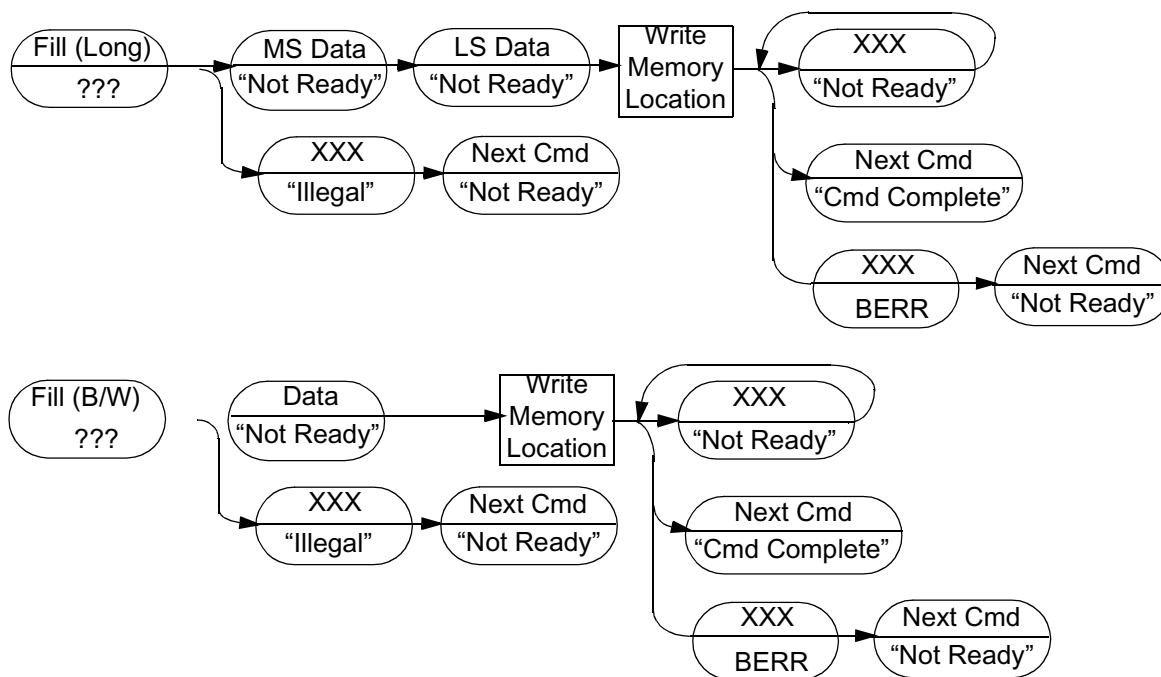 Fill (Long)
???
MS Data
“Not Ready”
LS Data
“Not Ready”
Write
Memory
Location
XXX
“Not Ready”
XXX
“Illegal”
Next Cmd
“Not Ready”
Next Cmd
“Cmd Complete”
XXX
BERR
Next Cmd
“Not Ready”
Fill (B/W)
???
Data
“Not Ready”
Write
Memory
Location
XXX
“Not Ready”
XXX
“Illegal”
Next Cmd
“Not Ready”
Next Cmd
“Cmd Complete”
XXX
BERR
Next Cmd
“Not Ready”